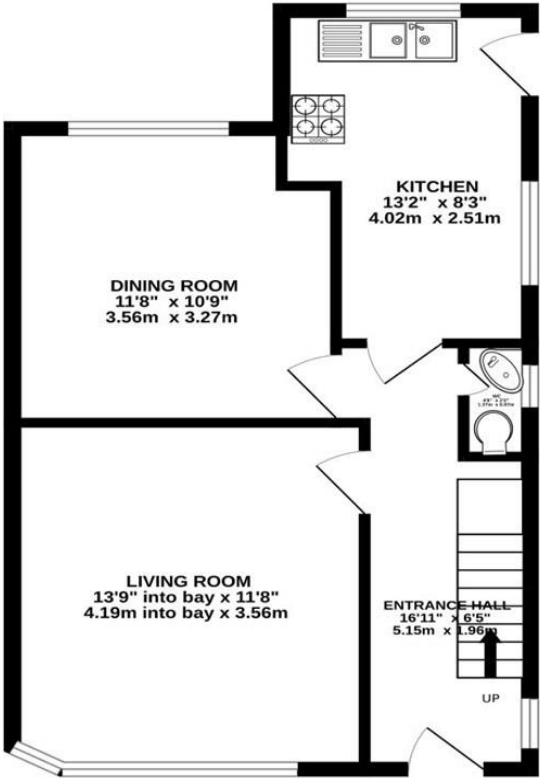 KITCHEN
13'2" x 8'3"
4.02m x 2.51m
DINING ROOM
11'8" x 10'9"
3.56m x 3.27m
WC
LIVING ROOM
13'9" into bay x 11'8"
4.19m into bay x 3.56m
ENTRANCE HALL
16'11" x 6'5"
5.15m x 1.96m
UP